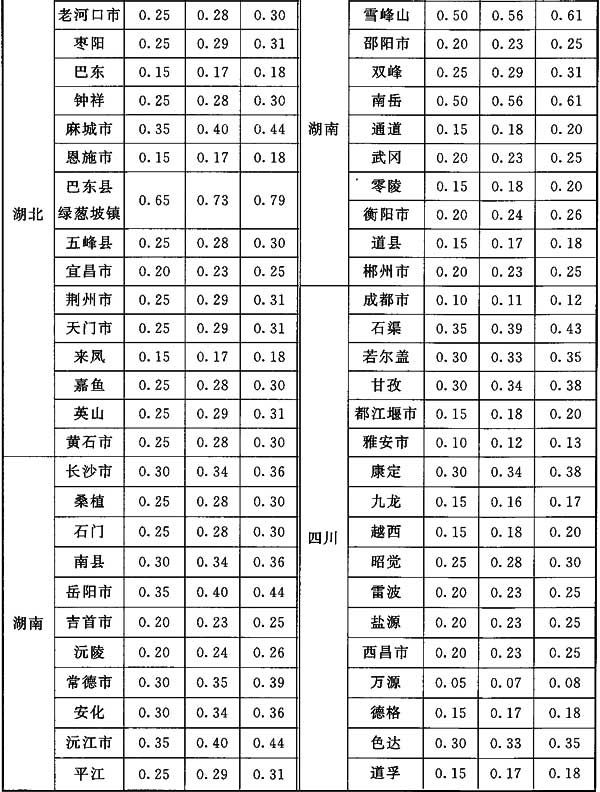 湖北
老河口市 0.25 0.28 0.30
枣阳 0.25 0.29 0.31
巴东 0.15 0.17 0.18
钟祥 0.25 0.28 0.30
麻城市 0.35 0.40 0.44
恩施市 0.15 0.17 0.18
巴东县
绿葱坡镇 0.65 0.73 0.79
五峰县 0.25 0.28 0.30
宜昌市 0.20 0.23 0.25
荆州市 0.25 0.29 0.31
天门市 0.25 0.29 0.31
来凤 0.15 0.17 0.18
嘉鱼 0.25 0.28 0.30
英山 0.25 0.29 0.31
黄石市 0.25 0.28 0.30
湖南
长沙市 0.30 0.34 0.36
桑植 0.25 0.28 0.30
石门 0.25 0.28 0.30
南县 0.30 0.34 0.36
岳阳市 0.35 0.40 0.44
吉首市 0.20 0.23 0.25
沅陵 0.20 0.24 0.26
常德市 0.30 0.35 0.39
安化 0.30 0.34 0.36
沅江市 0.35 0.40 0.44
平江 0.25 0.29 0.31
湖南
雪峰山 0.50 0.56 0.61
邵阳市 0.20 0.23 0.25
双峰 0.25 0.29 0.31
南岳 0.50 0.56 0.61
通道 0.15 0.18 0.20
武冈 0.20 0.23 0.25
零陵 0.15 0.18 0.20
衡阳市 0.20 0.24 0.26
道县 0.15 0.17 0.18
郴州市 0.20 0.23 0.25
四川
成都市 0.10 0.11 0.12
石渠 0.35 0.39 0.43
若尔盖 0.30 0.33 0.35
甘孜 0.30 0.34 0.38
都江堰市 0.15 0.18 0.20
雅安市 0.10 0.12 0.13
康定 0.30 0.34 0.38
九龙 0.15 0.16 0.17
越西 0.15 0.18 0.20
昭觉 0.25 0.28 0.30
雷波 0.20 0.23 0.25
盐源 0.20 0.23 0.25
西昌市 0.20 0.23 0.25
万源 0.05 0.07 0.08
德格 0.15 0.17 0.18
色达 0.30 0.33 0.35
道孚 0.15 0.17 0.18